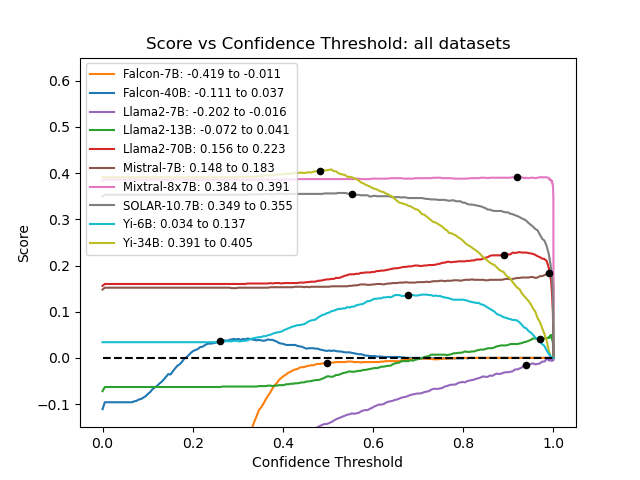 Score vs Confidence Threshold: all datasets
Score
0.6
0.5
0.4
0.3
0.2
0.1
0.0
−0.1
Falcon-7B: -0.419 to -0.011
Falcon-40B: -0.111 to 0.037
Llama2-7B: -0.202 to -0.016
Llama2-13B: -0.072 to 0.041
Llama2-70B: 0.156 to 0.223
Mistral-7B: 0.148 to 0.183
Mixtral-8x7B: 0.384 to 0.391
SOLAR-10.7B: 0.349 to 0.355
Yi-6B: 0.034 to 0.137
Yi-34B: 0.391 to 0.405
0.0 0.2 0.4 0.6 0.8 1.0
Confidence Threshold